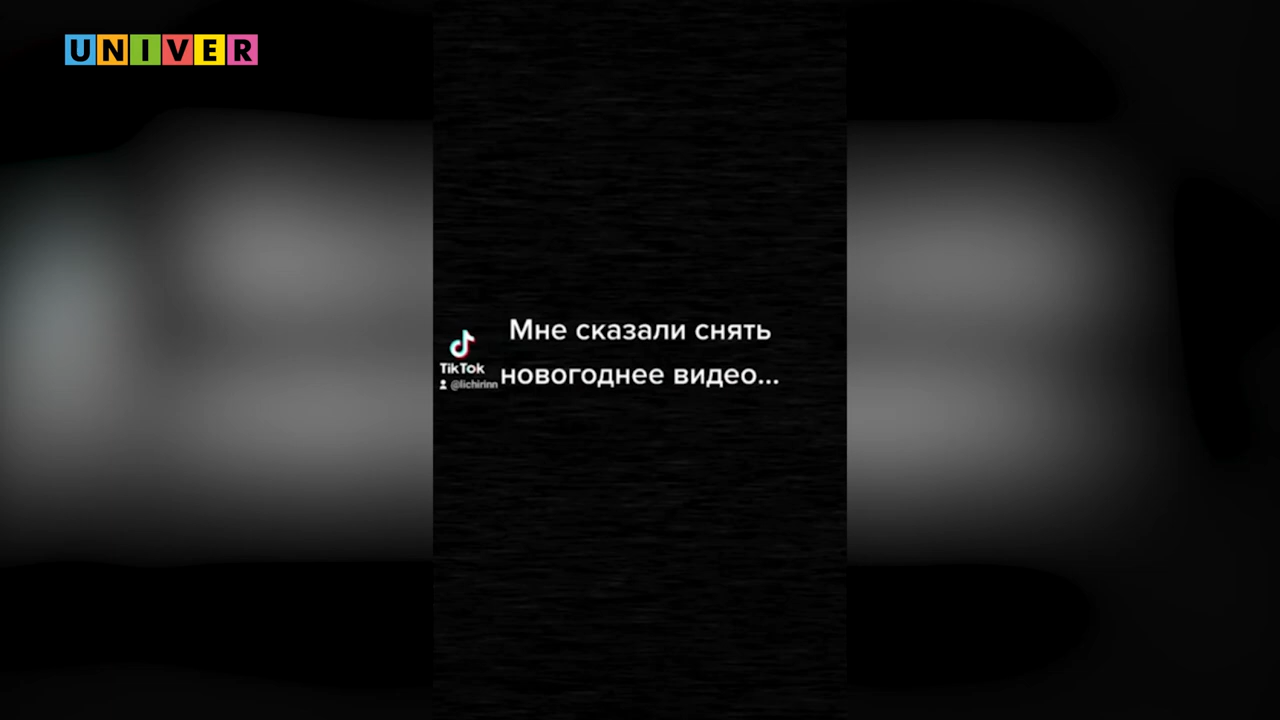 UNIVER
Мне сказали снять
новогоднее видео...
TikTok
@lichirinn